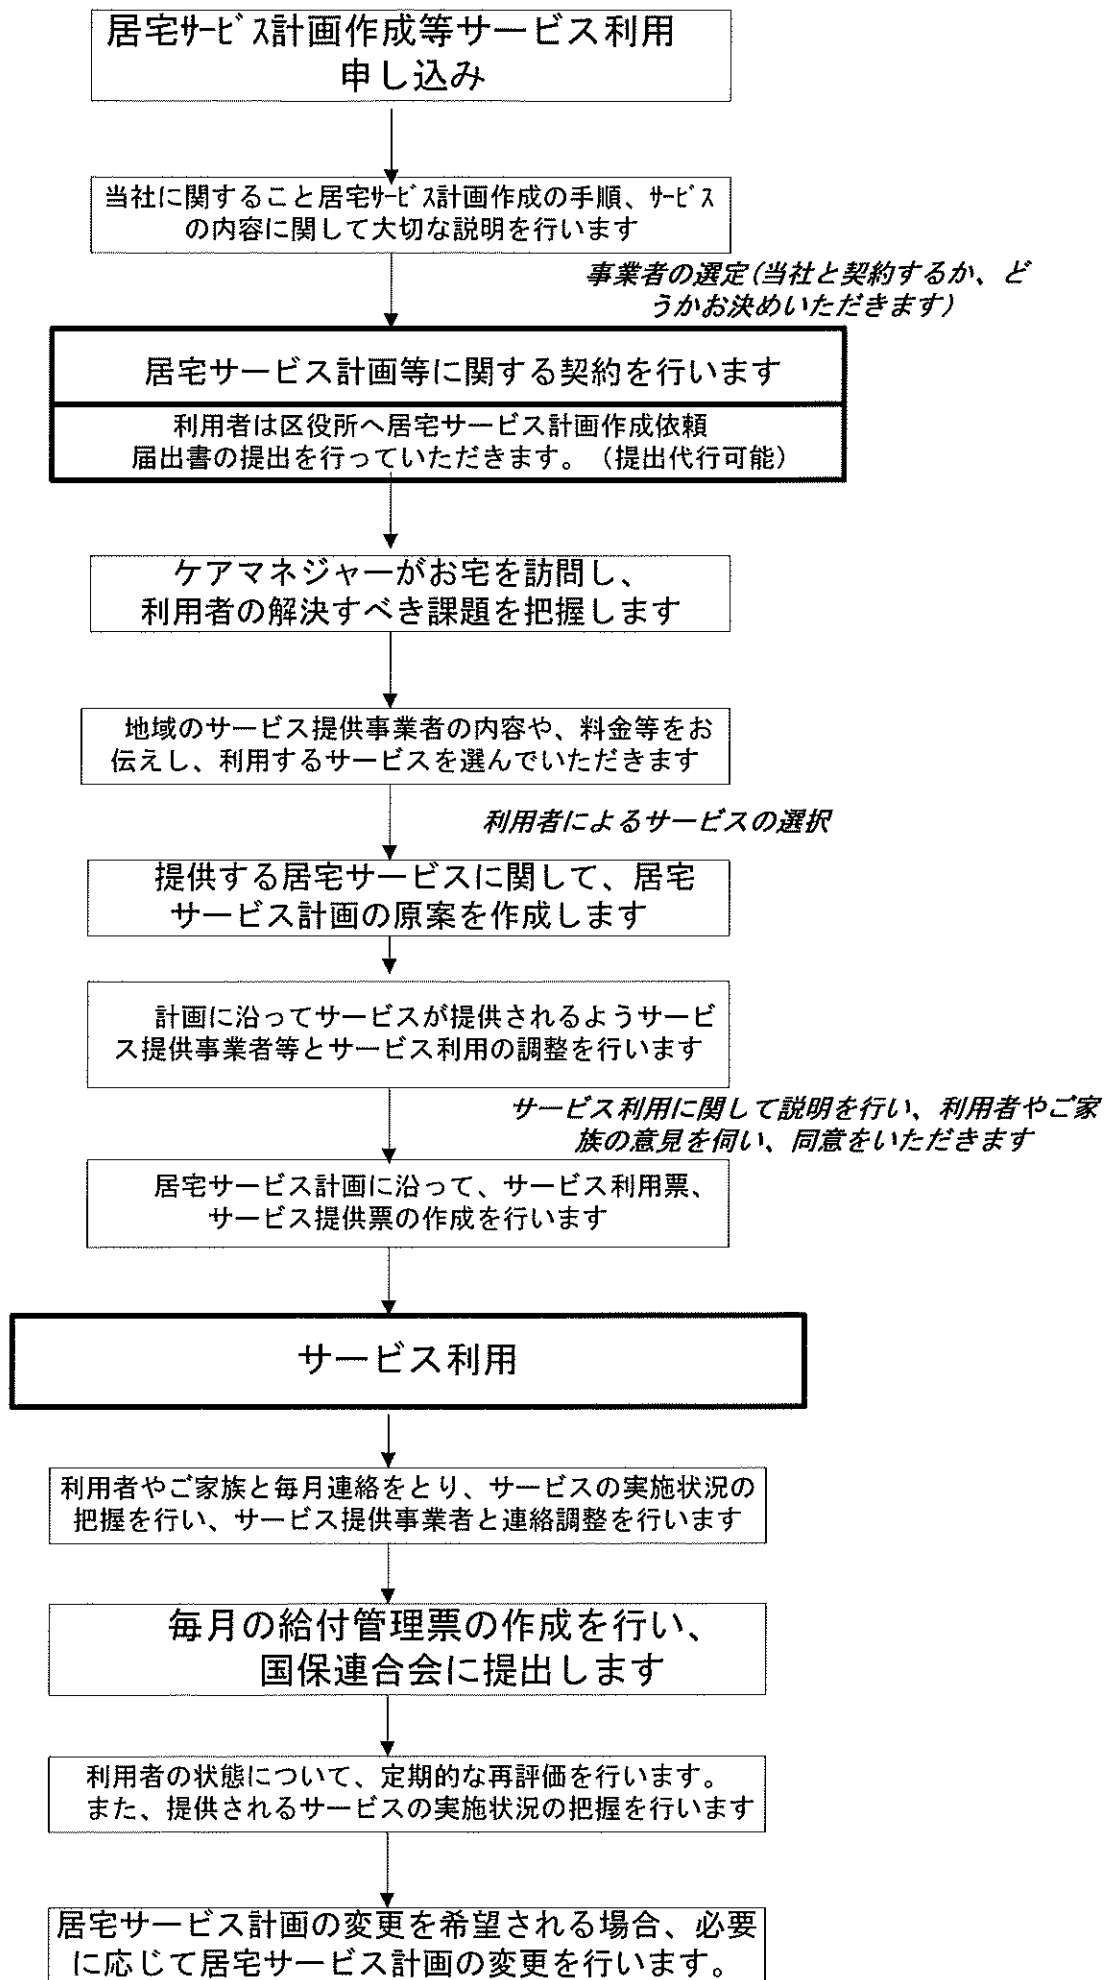 居宅ｻｰﾋﾞｽ計画作成等サービス利用
申し込み
当社に関すること居宅ｻｰﾋﾞｽ計画作成の手順、ｻｰﾋﾞｽ
の内容に関して大切な説明を行います
事業者の選定(当社と契約するか、ど
うかお決めいただきます)
居宅サービス計画等に関する契約を行います
利用者は区役所へ居宅サービス計画作成依頼
届出書の提出を行っていただきます。（提出代行可能）
ケアマネジャーがお宅を訪問し、
利用者の解決すべき課題を把握します
地域のサービス提供事業者の内容や、料金等をお
伝えし、利用するサービスを選んでいただきます
利用者によるサービスの選択
提供する居宅サービスに関して、居宅
サービス計画の原案を作成します
計画に沿ってサービスが提供されるようサービ
ス提供事業者等とサービス利用の調整を行います
サービス利用に関して説明を行い、利用者やご家
族の意見を伺い、同意をいただきます
居宅サービス計画に沿って、サービス利用票、
サービス提供票の作成を行います
サービス利用
利用者やご家族と毎月連絡をとり、サービスの実施状況の
把握を行い、サービス提供事業者と連絡調整を行います
毎月の給付管理票の作成を行い、
国保連合会に提出します
利用者の状態について、定期的な再評価を行います。
また、提供されるサービスの実施状況の把握を行います
居宅サービス計画の変更を希望される場合、必要
に応じて居宅サービス計画の変更を行います。